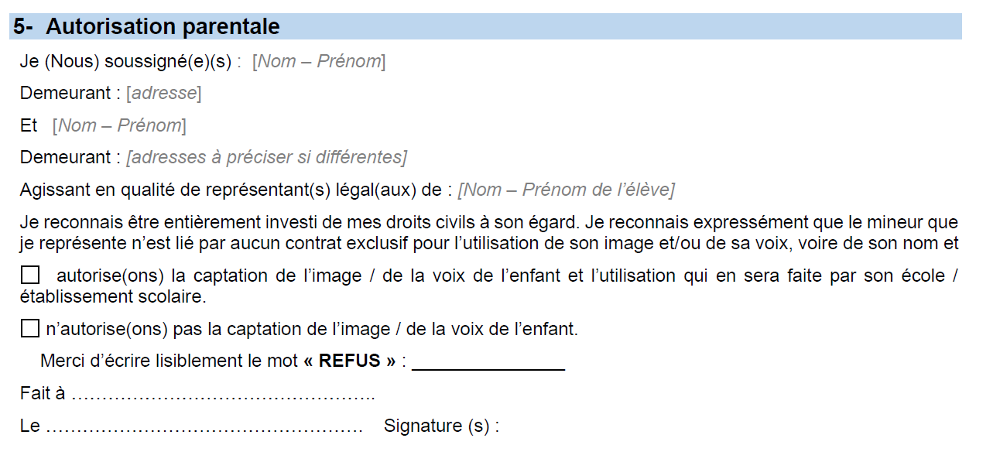 5- Autorisation parentale
Je (Nous) soussigné(e)(s) : [Nom – Prénom]
Demeurant : [adresse]
Et [Nom – Prénom]
Demeurant : [adresses à préciser si différentes]
Agissant en qualité de représentant(s) légal(aux) de : [Nom – Prénom de l’élève]
Je reconnais être entièrement investi de mes droits civils à son égard. Je reconnais expressément que le mineur que
je représente n’est lié par aucun contrat exclusif pour l’utilisation de son image et/ou de sa voix, voire de son nom et
☐ autorise(ons) la captation de l’image / de la voix de l’enfant et l’utilisation qui en sera faite par son école /
établissement scolaire.
☐ n’autorise(ons) pas la captation de l’image / de la voix de l’enfant.
Merci d’écrire lisiblement le mot « REFUS » : _______________
Fait à …………………………………………..
Le ……………………………………………. Signature (s) :